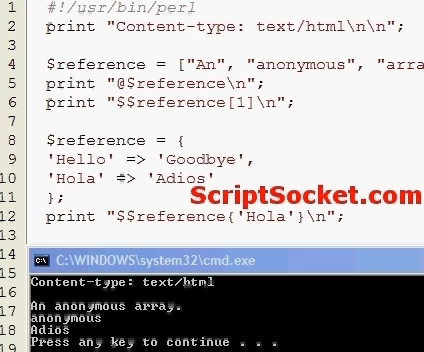 1 #!/usr/bin/perl
2 print "Content-type: text/html\n\n";
3
4 $reference = ["An", "anonymous", "arra
5 print "@$reference\n";
6 print "$$reference[1]\n";
7
8 $reference = {
9 'Hello' => 'Goodbye',
10 'Hola' => 'Adios'
11 };
ScriptSocket.com
12 print "$$reference{'Hola'}\n";
13
14 C:\WINDOWS\system32\cmd.exe
15 Content-type: text/html
16
17 An anonymous array.
anonymous
18 Adios
19 Press any key to continue . . .